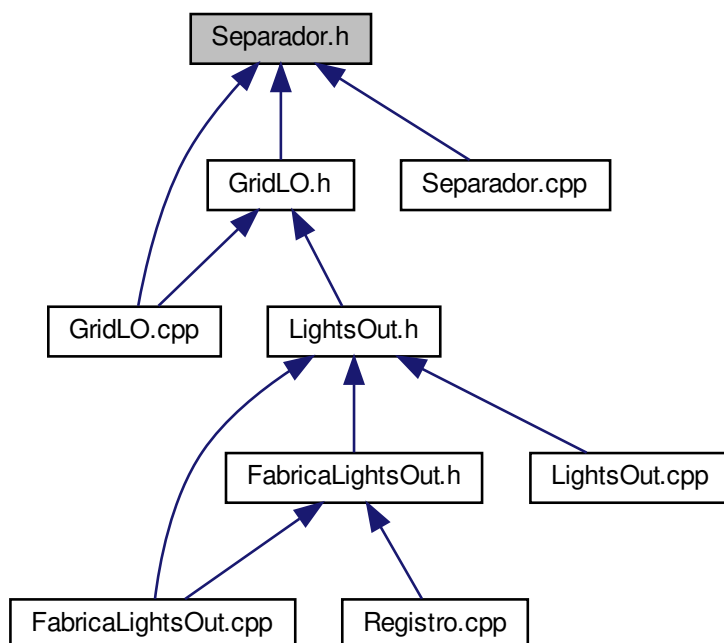 Separador.h
GridLO.h
Separador.cpp
GridLO.cpp
LightsOut.h
FabricaLightsOut.h
LightsOut.cpp
FabricaLightsOut.cpp
Registro.cpp